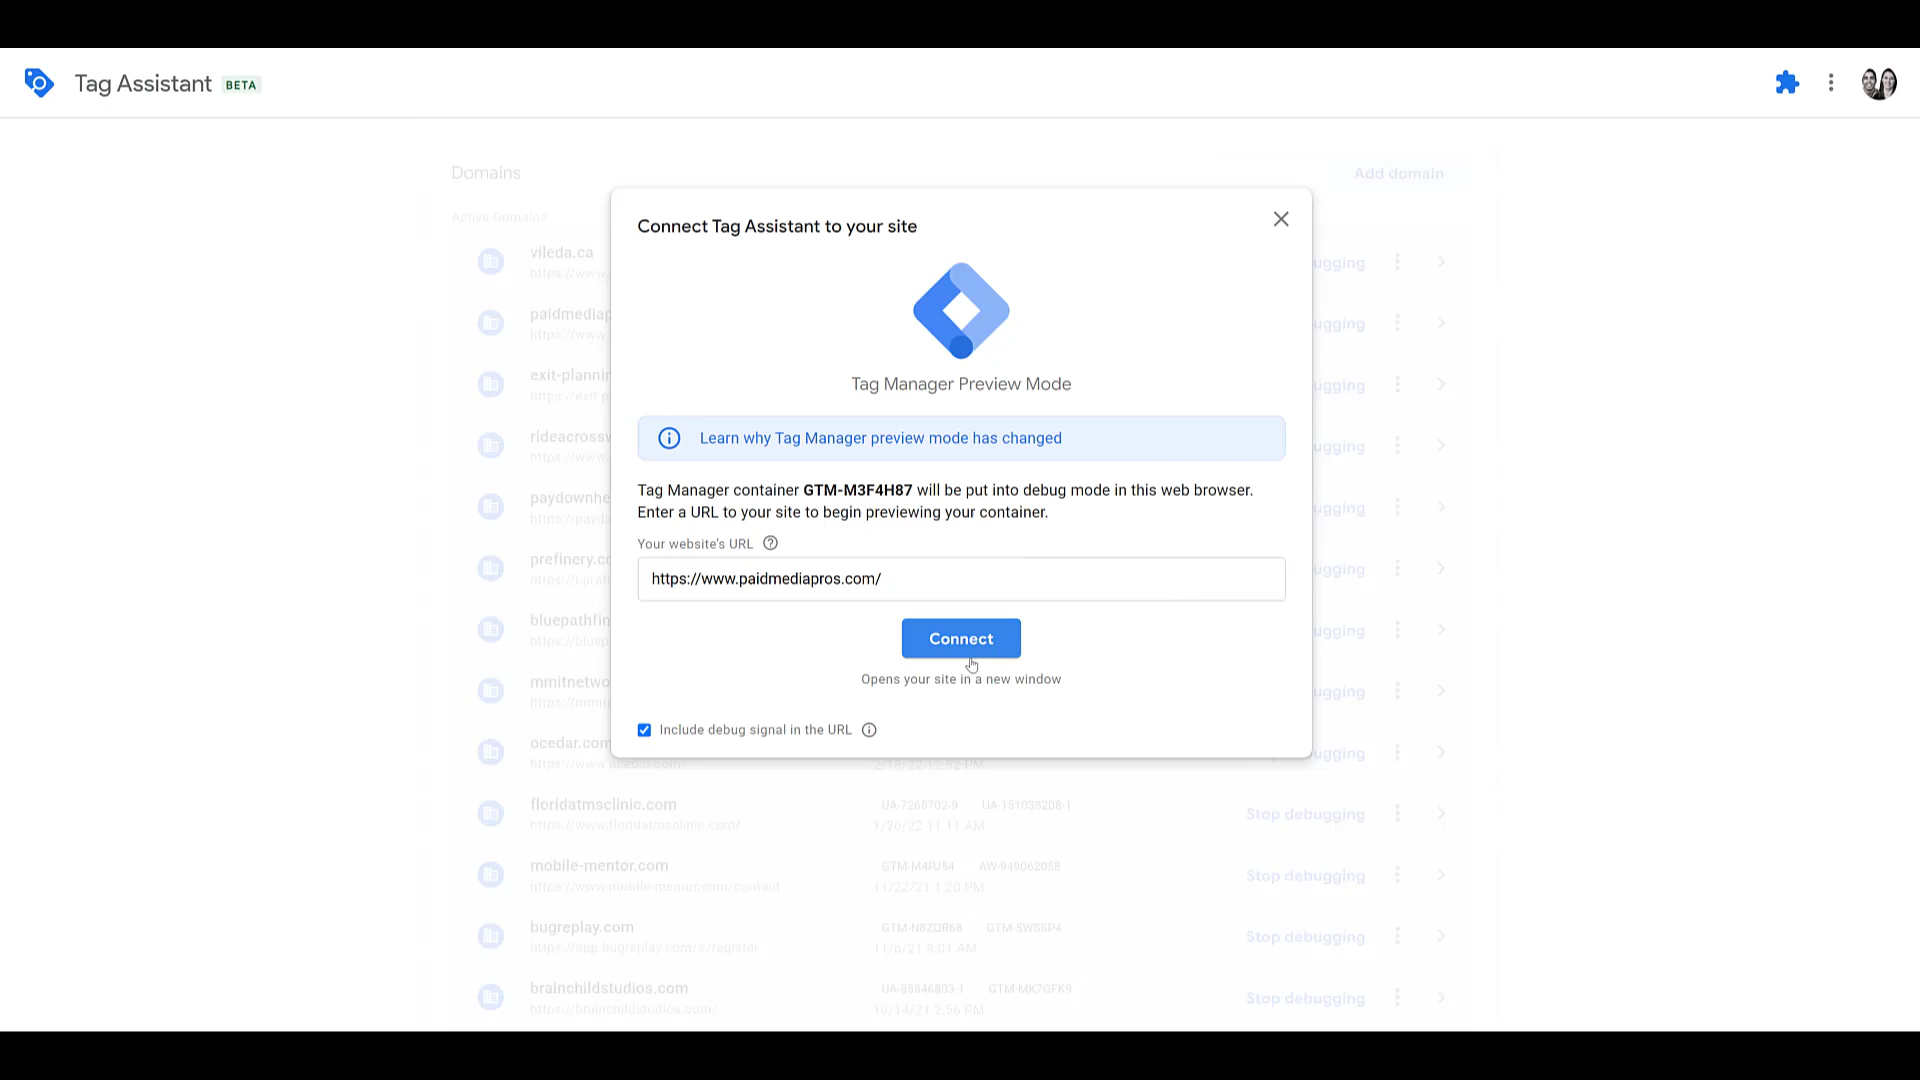 Tag Assistant BETA
Domains
Add domain
Active Domains
Connect Tag Assistant to your site
Tag Manager Preview Mode
Learn why Tag Manager preview mode has changed
Tag Manager container GTM-M3F4H87 will be put into debug mode in this web browser.
Enter a URL to your site to begin previewing your container.
Your website's URL
https://www.paidmediapros.com/
Connect
Opens your site in a new window
Include debug signal in the URL
vileda.ca
https://www.
ugging
paidmediap
https://www
ugging
exit-plannin
https://exit-p
ugging
rideacrossw
https://www.
ugging
paydownhe
https://paydo
ugging
prefinery.co
https://i.prefi
ugging
bluepathfin
https://bluep
ugging
mmitnetwo
https://mmit
ugging
ocedar.com
https://www.ocedar.com/
2/18/22 12:52 PM
ugging
floridatmsclinic.com
UA-7265702-9 UA-151038208-1
Stop debugging
https://www.floridatmsclinic.com/
1/26/22 11:11 AM
mobile-mentor.com
GTM-M4PJ54 AW-949062058
Stop debugging
https://www.mobile-mentor.com/contact
11/22/21 1:20 PM
bugreplay.com
GTM-N8ZQR68 GTM-5WSSP4
Stop debugging
https://app.bugreplay.com/#/register
11/6/21 9:01 AM
brainchildstudios.com
UA-85846803-1 GTM-MK7GFK9
Stop debugging
https://brainchildstudios.com/
10/14/21 2:56 PM